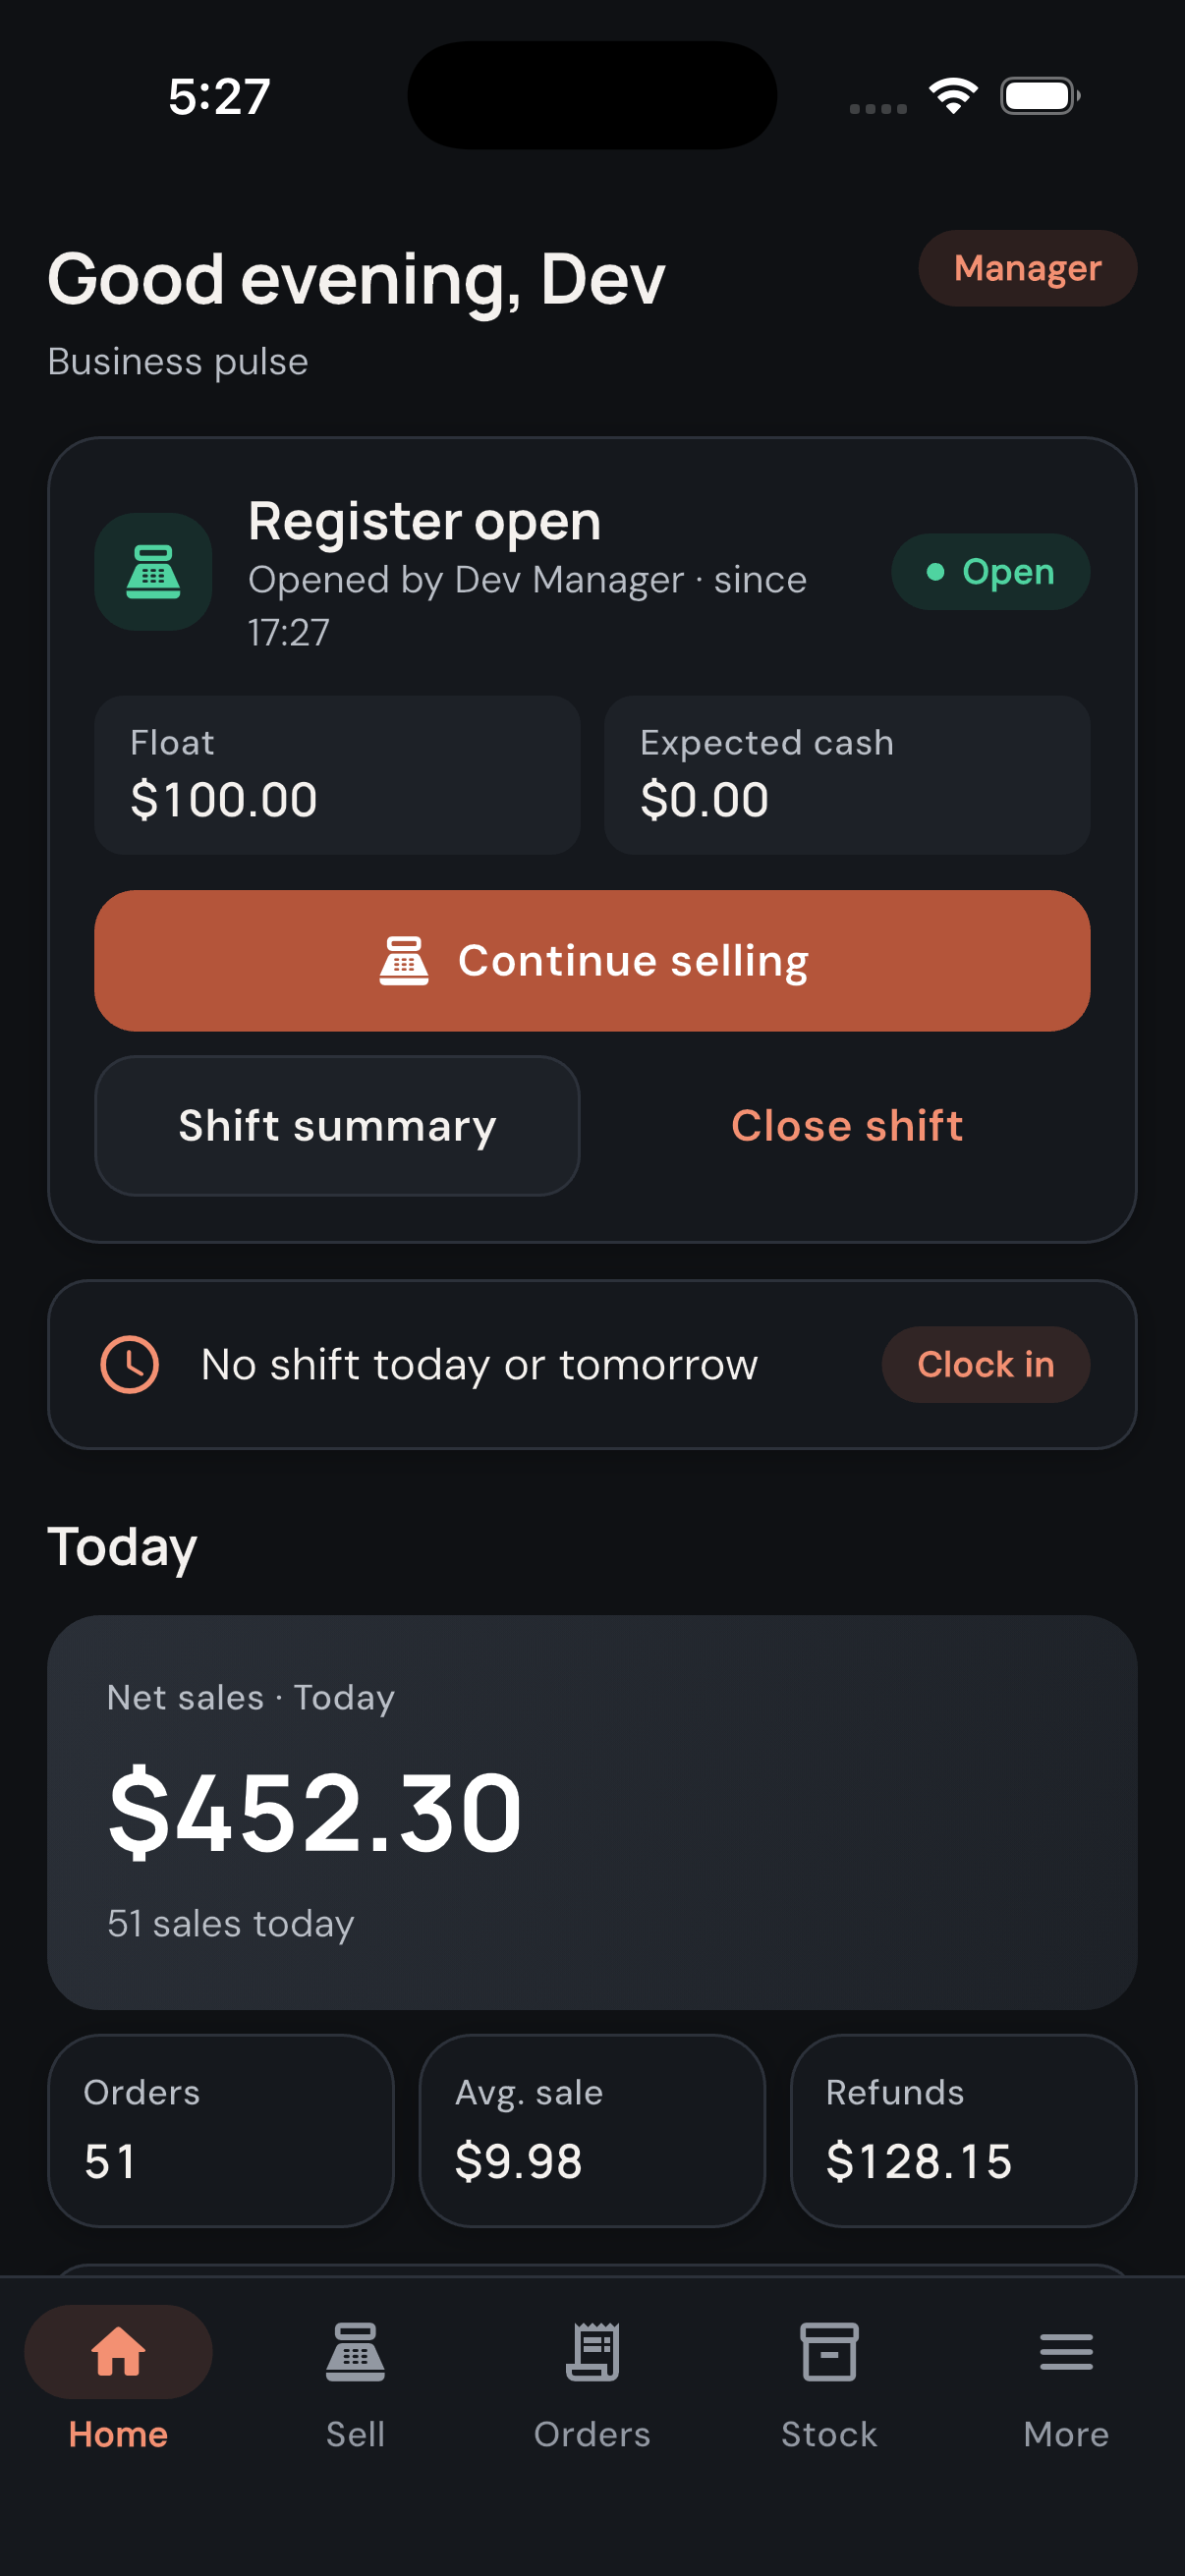 5:27
Good evening, Dev
Manager
Business pulse
Register open
Opened by Dev Manager · since
17:27
Open
Float
$100.00
Expected cash
$0.00
Continue selling
Shift summary
Close shift
No shift today or tomorrow
Clock in
Today
Net sales · Today
$452.30
51 sales today
Orders
51
Avg. sale
$9.98
Refunds
$128.15
Home
Sell
Orders
Stock
More